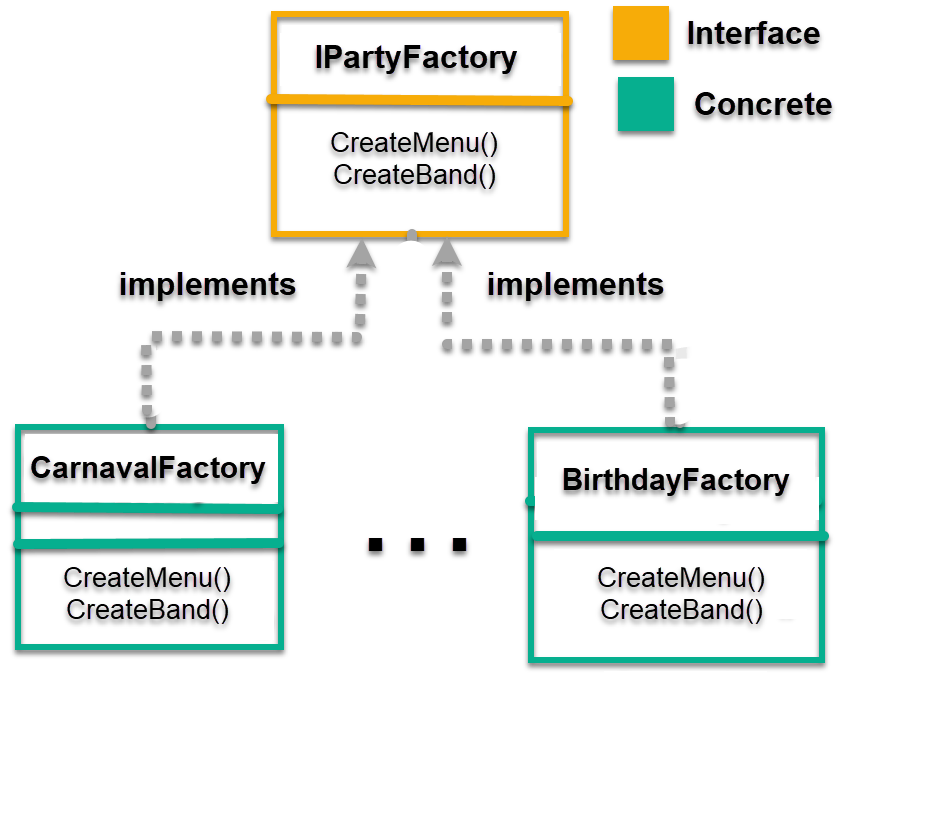 IPartyFactory
CreateMenu()
CreateBand()
Interface
Concrete
implements
implements
CarnavalFactory
CreateMenu()
CreateBand()
...
BirthdayFactory
CreateMenu()
CreateBand()